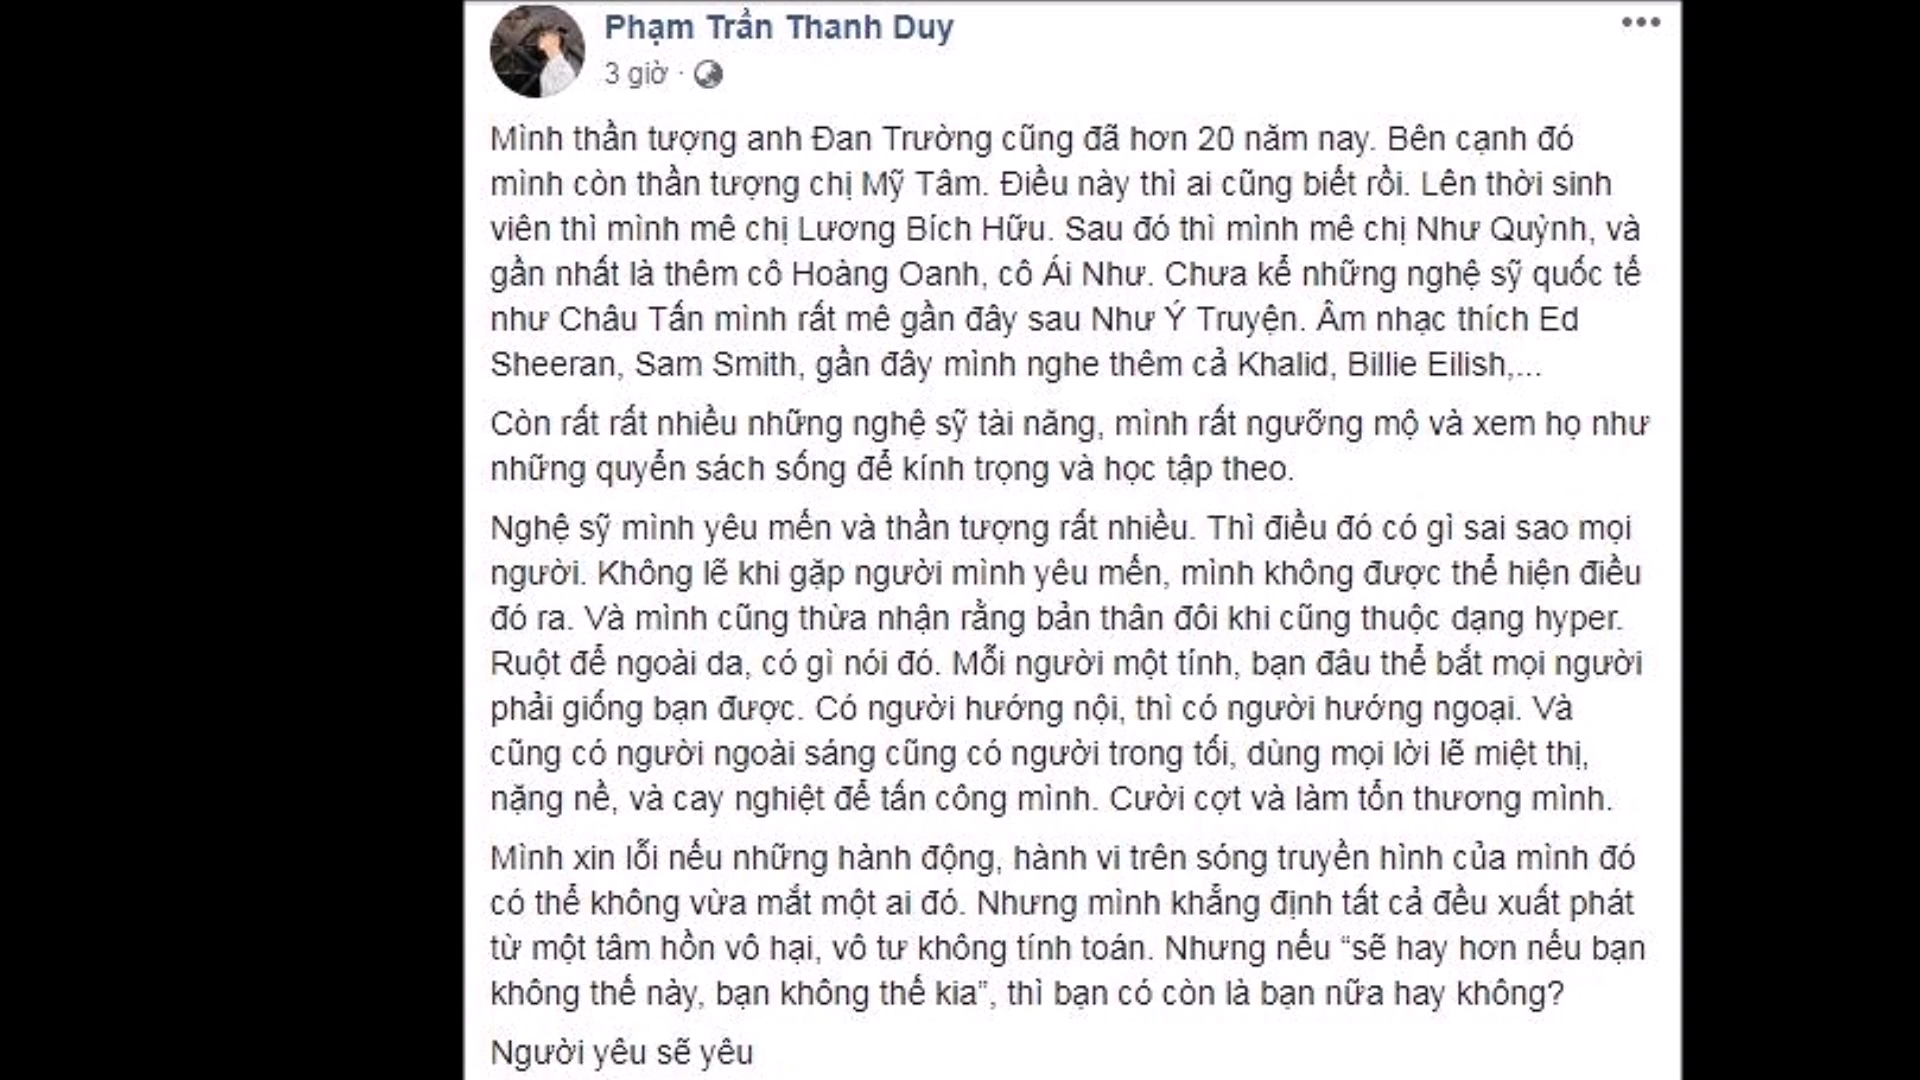 Phạm Trần Thanh Duy
3 giờ ·
Mình thần tượng anh Đan Trường cũng đã hơn 20 năm nay. Bên cạnh đó
mình còn thần tượng chị Mỹ Tâm. Điều này thì ai cũng biết rồi. Lên thời sinh
viên thì mình mê chị Lương Bích Hữu. Sau đó thì mình mê chị Như Quỳnh, và
gần nhất là thêm cô Hoàng Oanh, cô Ái Như. Chưa kể những nghệ sỹ quốc tế
như Châu Tấn mình rất mê gần đây sau Như Ý Truyện. Âm nhạc thích Ed
Sheeran, Sam Smith, gần đây mình nghe thêm cả Khalid, Billie Eilish,...
Còn rất rất nhiều những nghệ sỹ tài năng, mình rất ngưỡng mộ và xem họ như
những quyển sách sống để kính trọng và học tập theo.
Nghệ sỹ mình yêu mến và thần tượng rất nhiều. Thì điều đó có gì sai sao mọi
người. Không lẽ khi gặp người mình yêu mến, mình không được thể hiện điều
đó ra. Và mình cũng thừa nhận rằng bản thân đôi khi cũng thuộc dạng hyper.
Ruột để ngoài da, có gì nói đó. Mỗi người một tính, bạn đâu thể bắt mọi người
phải giống bạn được. Có người hướng nội, thì có người hướng ngoại. Và
cũng có người ngoài sáng cũng có người trong tối, dùng mọi lời lẽ miệt thị,
nặng nề, và cay nghiệt để tấn công mình. Cười cợt và làm tổn thương mình.
Mình xin lỗi nếu những hành động, hành vi trên sóng truyền hình của mình đó
có thể không vừa mắt một ai đó. Nhưng mình khẳng định tất cả đều xuất phát
từ một tâm hồn vô hại, vô tư không tính toán. Nhưng nếu “sẽ hay hơn nếu bạn
không thế này, bạn không thế kia”, thì bạn có còn là bạn nữa hay không?
Người yêu sẽ yêu